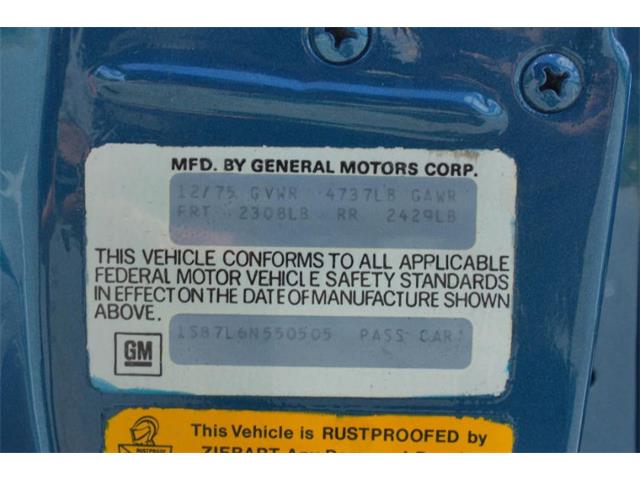 MFD. BY GENERAL MOTORS CORP.
12/75 GVWR 4737LB GAWR
FRT 2308LB RR 2429LB
THIS VEHICLE CONFORMS TO ALL APPLICABLE
FEDERAL MOTOR VEHICLE SAFETY STANDARDS
IN EFFECT ON THE DATE OF MANUFACTURE SHOWN
ABOVE.
1S87L6N550505 PASS CAR
GM
This Vehicle is RUSTPROOFED by
RUSTPROOF